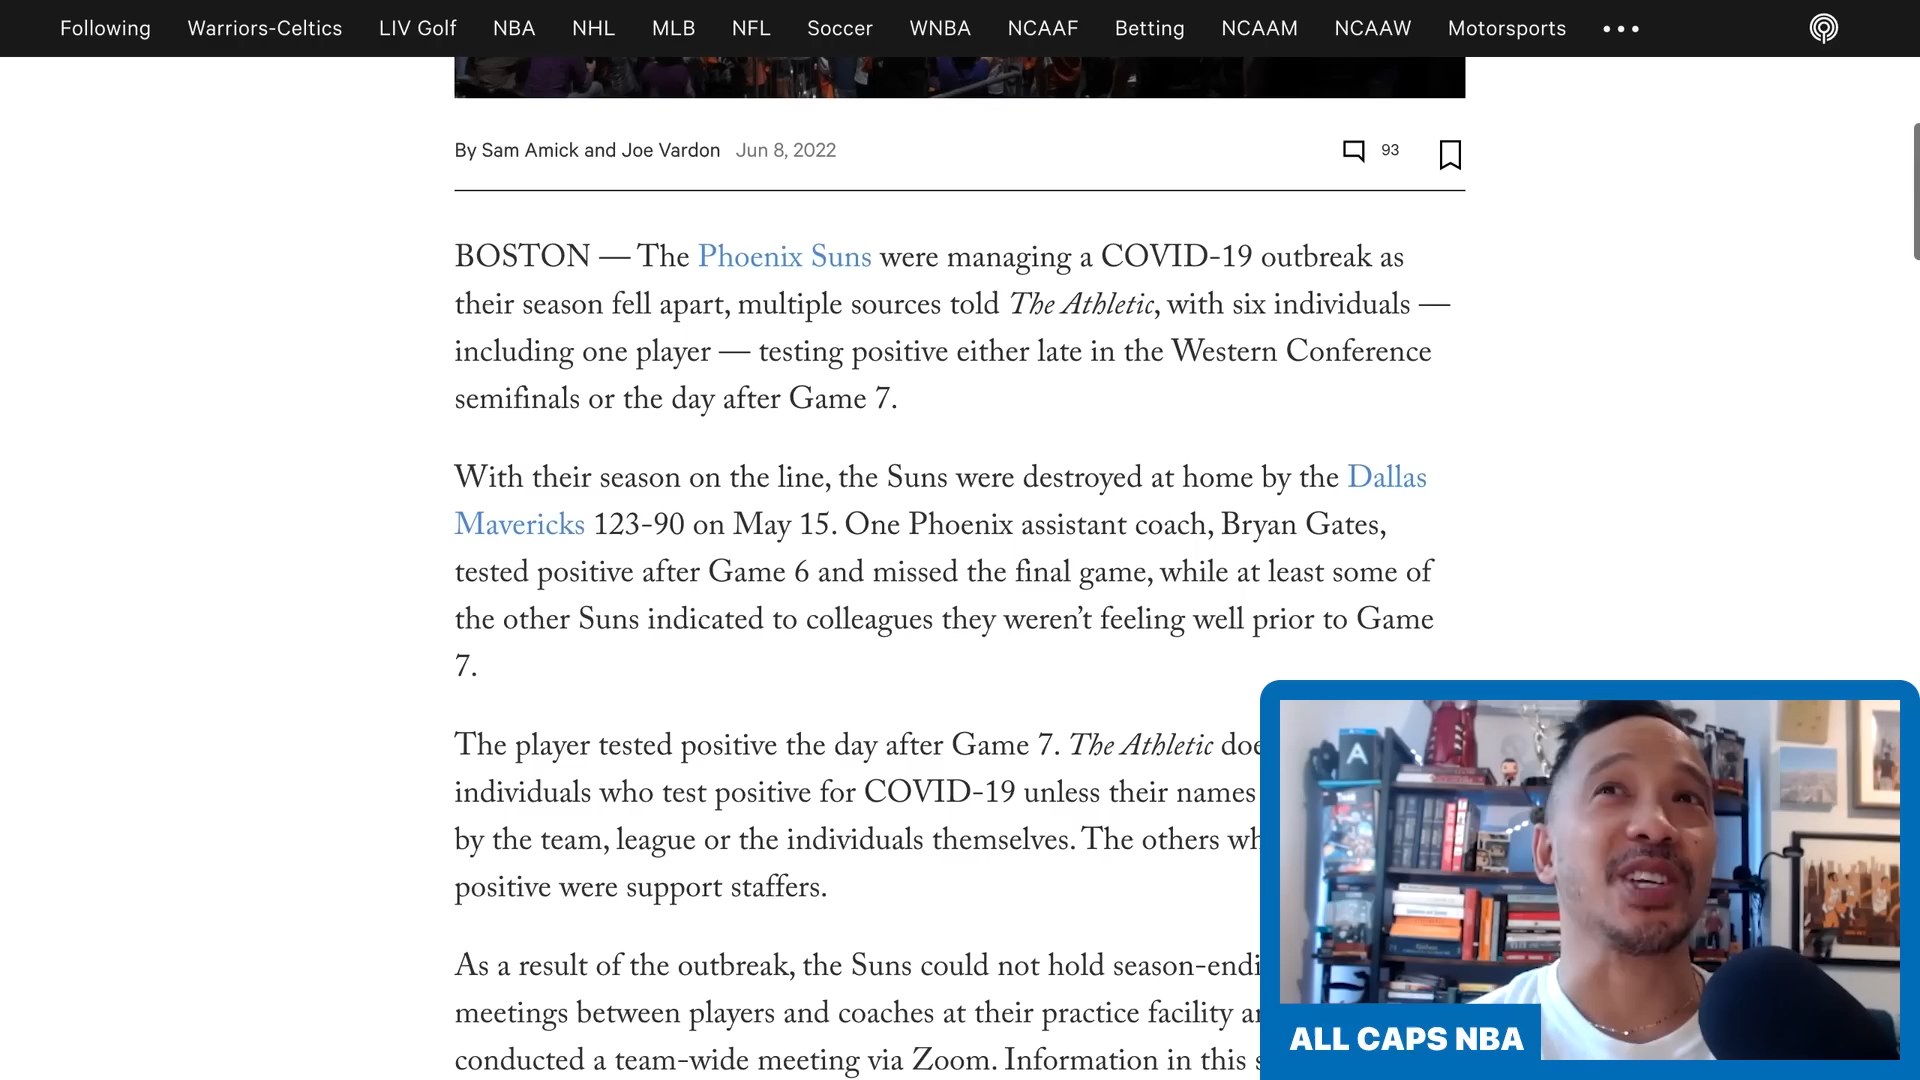 Following Warriors-Celtics LIV Golf NBA NHL MLB NFL Soccer WNBA NCAAF Betting NCAAM NCAAW Motorsports
By Sam Amick and Joe Vardon Jun 8, 2022 93
BOSTON — The Phoenix Suns were managing a COVID-19 outbreak as
their season fell apart, multiple sources told The Athletic, with six individuals —
including one player — testing positive either late in the Western Conference
semifinals or the day after Game 7.
With their season on the line, the Suns were destroyed at home by the Dallas
Mavericks 123-90 on May 15. One Phoenix assistant coach, Bryan Gates,
tested positive after Game 6 and missed the final game, while at least some of
the other Suns indicated to colleagues they weren’t feeling well prior to Game
7.
The player tested positive the day after Game 7. The Athletic doe
individuals who test positive for COVID-19 unless their names
by the team, league or the individuals themselves. The others wh
positive were support staffers.
As a result of the outbreak, the Suns could not hold season-endi
meetings between players and coaches at their practice facility a
conducted a team-wide meeting via Zoom. Information in this s
A
ALL CAPS NBA